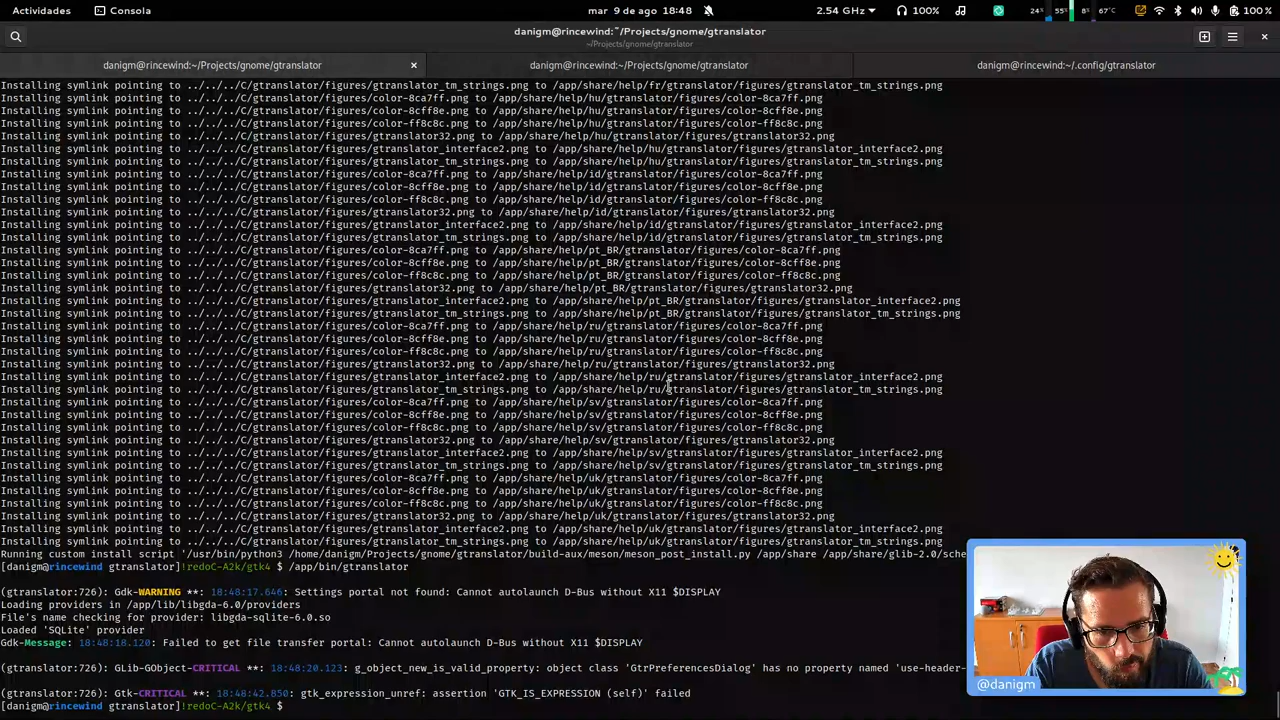 Actividades
Consola
mar 9 de ago 18:48
2.54 GHz
100%
24%
55%
8%
67°C
100 %
danigm@rincewind:~/Projects/gnome/gtranslator
~/Projects/gnome/gtranslator
danigm@rincewind:~/Projects/gnome/gtranslator
danigm@rincewind:~/Projects/gnome/gtranslator
danigm@rincewind:~/.config/gtranslator
Installing symlink pointing to ../../../C/gtranslator/figures/gtranslator_tm_strings.png to /app/share/help/fr/gtranslator/figures/gtranslator_tm_strings.png
Installing symlink pointing to ../../../C/gtranslator/figures/color-8ca7ff.png to /app/share/help/hu/gtranslator/figures/color-8ca7ff.png
Installing symlink pointing to ../../../C/gtranslator/figures/color-8cff8e.png to /app/share/help/hu/gtranslator/figures/color-8cff8e.png
Installing symlink pointing to ../../../C/gtranslator/figures/color-ff8c8c.png to /app/share/help/hu/gtranslator/figures/color-ff8c8c.png
Installing symlink pointing to ../../../C/gtranslator/figures/gtranslator32.png to /app/share/help/hu/gtranslator/figures/gtranslator32.png
Installing symlink pointing to ../../../C/gtranslator/figures/gtranslator_interface2.png to /app/share/help/hu/gtranslator/figures/gtranslator_interface2.png
Installing symlink pointing to ../../../C/gtranslator/figures/gtranslator_tm_strings.png to /app/share/help/hu/gtranslator/figures/gtranslator_tm_strings.png
Installing symlink pointing to ../../../C/gtranslator/figures/color-8ca7ff.png to /app/share/help/id/gtranslator/figures/color-8ca7ff.png
Installing symlink pointing to ../../../C/gtranslator/figures/color-8cff8e.png to /app/share/help/id/gtranslator/figures/color-8cff8e.png
Installing symlink pointing to ../../../C/gtranslator/figures/color-ff8c8c.png to /app/share/help/id/gtranslator/figures/color-ff8c8c.png
Installing symlink pointing to ../../../C/gtranslator/figures/gtranslator32.png to /app/share/help/id/gtranslator/figures/gtranslator32.png
Installing symlink pointing to ../../../C/gtranslator/figures/gtranslator_interface2.png to /app/share/help/id/gtranslator/figures/gtranslator_interface2.png
Installing symlink pointing to ../../../C/gtranslator/figures/gtranslator_tm_strings.png to /app/share/help/id/gtranslator/figures/gtranslator_tm_strings.png
Installing symlink pointing to ../../../C/gtranslator/figures/color-8ca7ff.png to /app/share/help/pt_BR/gtranslator/figures/color-8ca7ff.png
Installing symlink pointing to ../../../C/gtranslator/figures/color-8cff8e.png to /app/share/help/pt_BR/gtranslator/figures/color-8cff8e.png
Installing symlink pointing to ../../../C/gtranslator/figures/color-ff8c8c.png to /app/share/help/pt_BR/gtranslator/figures/color-ff8c8c.png
Installing symlink pointing to ../../../C/gtranslator/figures/gtranslator32.png to /app/share/help/pt_BR/gtranslator/figures/gtranslator32.png
Installing symlink pointing to ../../../C/gtranslator/figures/gtranslator_interface2.png to /app/share/help/pt_BR/gtranslator/figures/gtranslator_interface2.png
Installing symlink pointing to ../../../C/gtranslator/figures/gtranslator_tm_strings.png to /app/share/help/pt_BR/gtranslator/figures/gtranslator_tm_strings.png
Installing symlink pointing to ../../../C/gtranslator/figures/color-8ca7ff.png to /app/share/help/ru/gtranslator/figures/color-8ca7ff.png
Installing symlink pointing to ../../../C/gtranslator/figures/color-8cff8e.png to /app/share/help/ru/gtranslator/figures/color-8cff8e.png
Installing symlink pointing to ../../../C/gtranslator/figures/color-ff8c8c.png to /app/share/help/ru/gtranslator/figures/color-ff8c8c.png
Installing symlink pointing to ../../../C/gtranslator/figures/gtranslator32.png to /app/share/help/ru/gtranslator/figures/gtranslator32.png
Installing symlink pointing to ../../../C/gtranslator/figures/gtranslator_interface2.png to /app/share/help/ru/gtranslator/figures/gtranslator_interface2.png
Installing symlink pointing to ../../../C/gtranslator/figures/gtranslator_tm_strings.png to /app/share/help/ru/gtranslator/figures/gtranslator_tm_strings.png
Installing symlink pointing to ../../../C/gtranslator/figures/color-8ca7ff.png to /app/share/help/sv/gtranslator/figures/color-8ca7ff.png
Installing symlink pointing to ../../../C/gtranslator/figures/color-8cff8e.png to /app/share/help/sv/gtranslator/figures/color-8cff8e.png
Installing symlink pointing to ../../../C/gtranslator/figures/color-ff8c8c.png to /app/share/help/sv/gtranslator/figures/color-ff8c8c.png
Installing symlink pointing to ../../../C/gtranslator/figures/gtranslator32.png to /app/share/help/sv/gtranslator/figures/gtranslator32.png
Installing symlink pointing to ../../../C/gtranslator/figures/gtranslator_interface2.png to /app/share/help/sv/gtranslator/figures/gtranslator_interface2.png
Installing symlink pointing to ../../../C/gtranslator/figures/gtranslator_tm_strings.png to /app/share/help/sv/gtranslator/figures/gtranslator_tm_strings.png
Installing symlink pointing to ../../../C/gtranslator/figures/color-8ca7ff.png to /app/share/help/uk/gtranslator/figures/color-8ca7ff.png
Installing symlink pointing to ../../../C/gtranslator/figures/color-8cff8e.png to /app/share/help/uk/gtranslator/figures/color-8cff8e.png
Installing symlink pointing to ../../../C/gtranslator/figures/color-ff8c8c.png to /app/share/help/uk/gtranslator/figures/color-ff8c8c.png
Installing symlink pointing to ../../../C/gtranslator/figures/gtranslator32.png to /app/share/help/uk/gtranslator/figures/gtranslator32.png
Installing symlink pointing to ../../../C/gtranslator/figures/gtranslator_interface2.png to /app/share/help/uk/gtranslator/figures/gtranslator_interface2.png
Installing symlink pointing to ../../../C/gtranslator/figures/gtranslator_tm_strings.png to /app/share/help/uk/gtranslator/figures/gtranslator_tm_strings.png
Running custom install script '/usr/bin/python3 /home/danigm/Projects/gnome/gtranslator/build-aux/meson/meson_post_install.py /app/share /app/share/glib-2.0/sche
[danigm@rincewind gtranslator]!redoC-A2k/gtk4 $ /app/bin/gtranslator
(gtranslator:726): Gdk-WARNING **: 18:48:17.646: Settings portal not found: Cannot autolaunch D-Bus without X11 $DISPLAY
Loading providers in /app/lib/libgda-6.0/providers
File's name checking for provider: libgda-sqlite-6.0.so
Loaded 'SQLite' provider
Gdk-Message: 18:48:18.120: Failed to get file transfer portal: Cannot autolaunch D-Bus without X11 $DISPLAY
(gtranslator:726): GLib-GObject-CRITICAL **: 18:48:20.123: g_object_new_is_valid_property: object class 'GtrPreferencesDialog' has no property named 'use-header-
(gtranslator:726): Gtk-CRITICAL **: 18:48:42.850: gtk_expression_unref: assertion 'GTK_IS_EXPRESSION (self)' failed
[danigm@rincewind gtranslator]!redoC-A2k/gtk4 $
@danigm